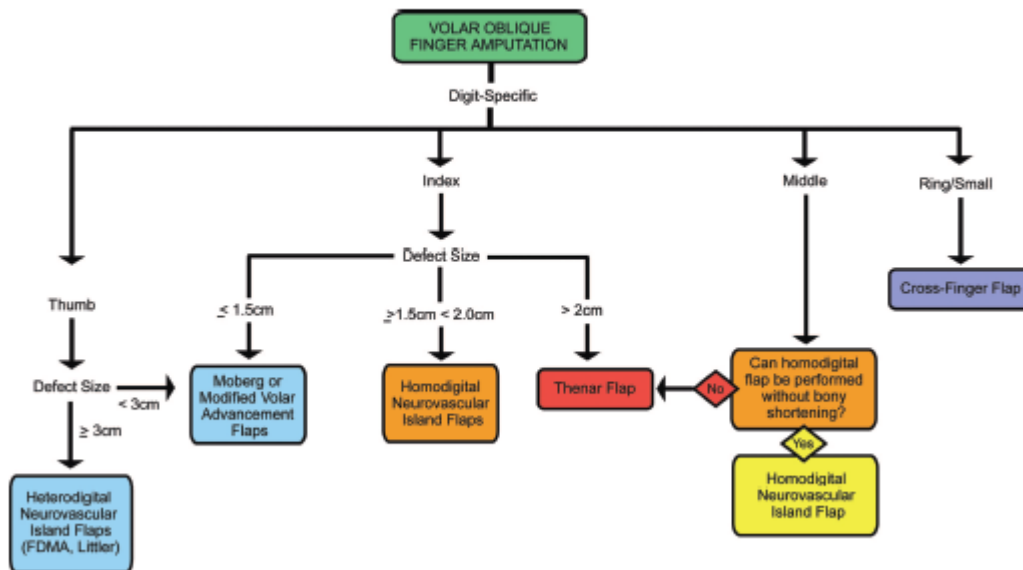 VOLAR OBLIQUE
FINGER AMPUTATION
Digit-Specific
Thumb
Index
Middle
Ring/Small
Defect Size
≤ 1.5cm
≥1.5cm < 2.0cm
> 2cm
Cross-Finger Flap
Defect Size
< 3cm
≥ 3cm
Moberg or
Modified Volar
Advancement
Flaps
Homodigital
Neurovascular
Island Flaps
Thenar Flap
No
Can homodigital
flap be performed
without bony
shortening?
Yes
Homodigital
Neurovascular
Island Flap
Heterodigital
Neurovascular
Island Flaps
(FDMA, Littler)